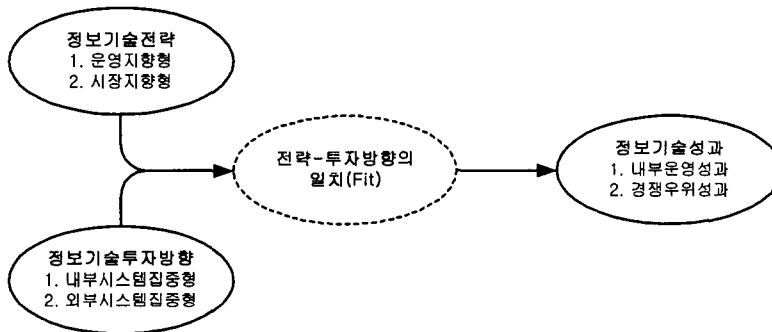 정보기술전략
1. 운영지향형
2. 시장지향형
전략-투자방향의
일치(Fit)
정보기술성과
1. 내부운영성과
2. 경쟁우위성과
정보기술투자방향
1. 내부시스템집중형
2. 외부시스템집중형